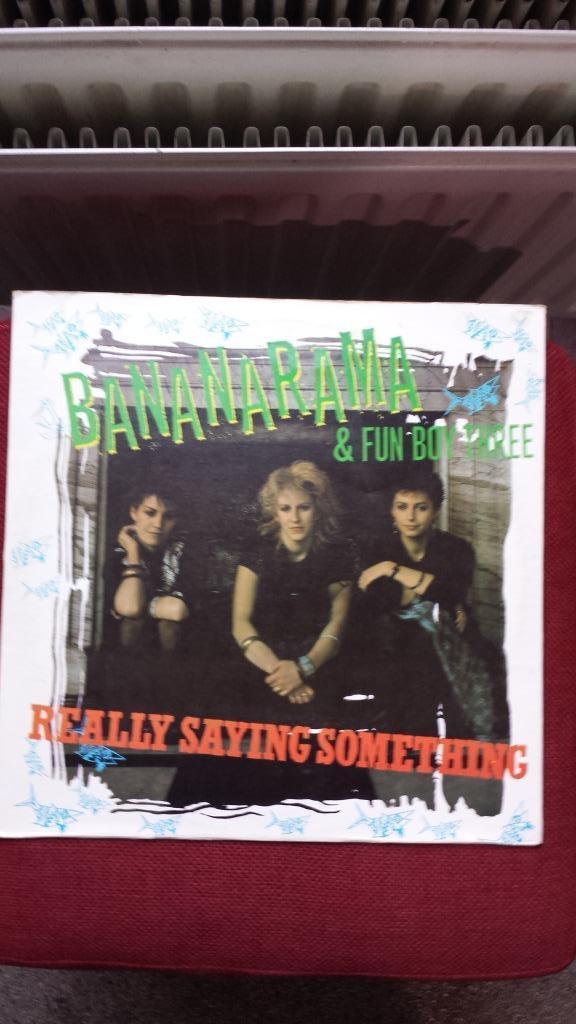 BANANARAMA
& FUN BOY THREE
REALLY SAYING SOMETHING